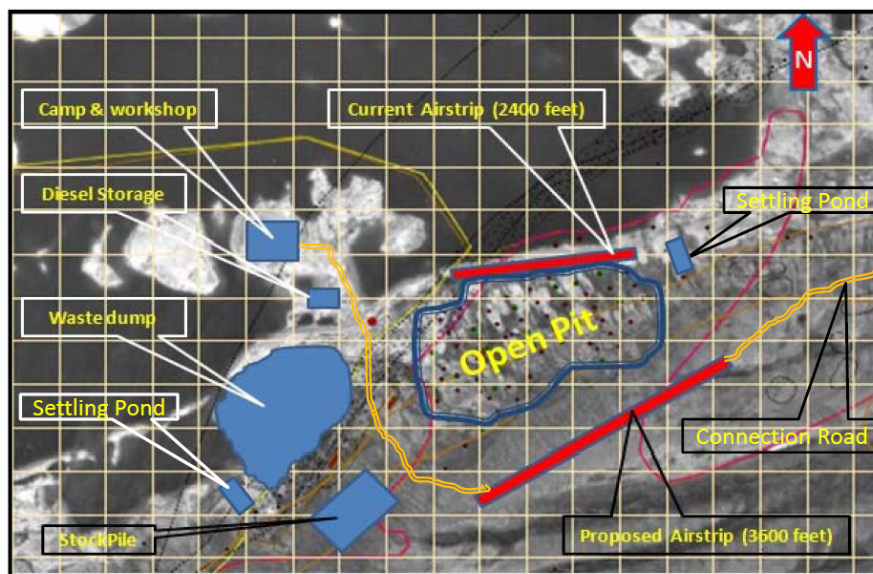 N
Camp & workshop
Current Airstrip (2400 feet)
Diesel Storage
Settling Pond
Waste dump
Open Pit
Settling Pond
Connection Road
StockPile
Proposed Airstrip (3600 feet)